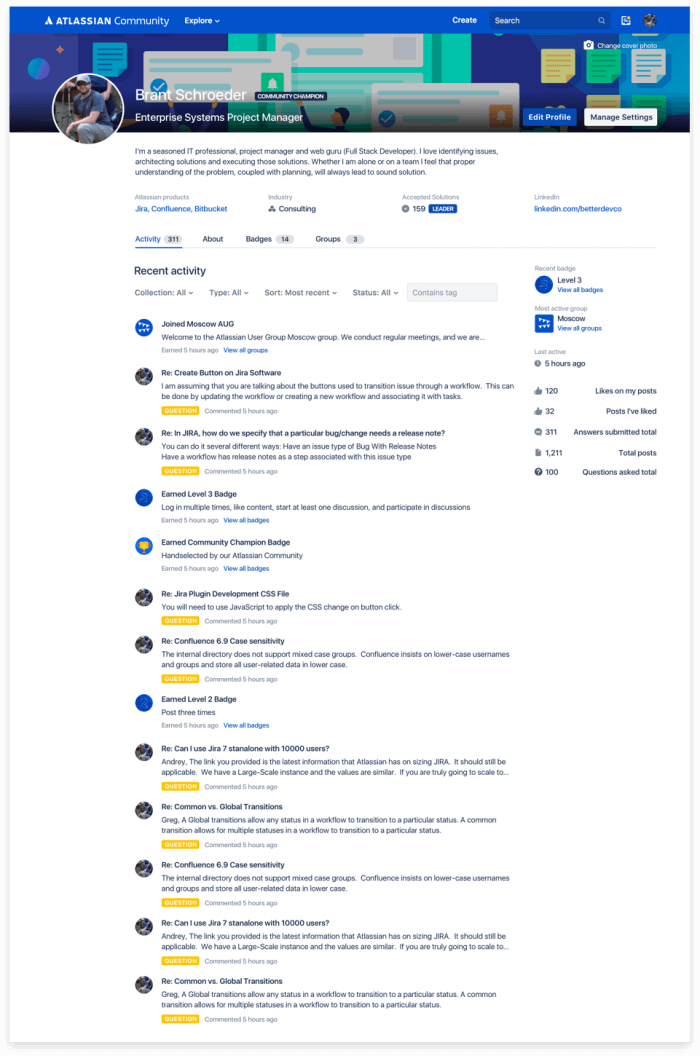 ATLASSIAN Community
Explore
Create
Search
Change cover photo
Brant Schroeder
COMMUNITY CHAMPION
Enterprise Systems Project Manager
Edit Profile
Manage Settings
I'm a seasoned IT professional, project manager and web guru (Full Stack Developer). I love identifying issues,
architecting solutions and executing those solutions. Whether I am alone or on a team I feel that proper
understanding of the problem, coupled with planning, will always lead to sound solution.
Atlassian products
Jira, Confluence, Bitbucket
Industry
Consulting
Accepted Solutions
159 LEADER
LinkedIn
linkedin.com/betterdevco
Activity 311
About
Badges 14
Groups 3
Recent activity
Collection: All
Type: All
Sort: Most recent
Status: All
Contains tag
Joined Moscow AUG
Welcome to the Atlassian User Group Moscow group. We conduct regular meetings, and we are...
Earned 5 hours ago View all groups
Re: Create Button on Jira Software
I am assuming that you are talking about the buttons used to transition issue through a workflow. This can
be done by updating the workflow or creating a new workflow and associating it with tasks.
QUESTION Commented 5 hours ago
Re: In JIRA, how do we specify that a particular bug/change needs a release note?
You can do it several different ways: Have an issue type of Bug With Release Notes
Have a workflow has release notes as a step associated with this issue type
QUESTION Commented 5 hours ago
Earned Level 3 Badge
Log in multiple times, like content, start at least one discussion, and participate in discussions
Earned 5 hours ago View all badges
Earned Community Champion Badge
Handselected by our Atlassian Community
Earned 5 hours ago View all badges
Re: Jira Plugin Development CSS File
You will need to use JavaScript to apply the CSS change on button click.
QUESTION Commented 5 hours ago
Re: Confluence 6.9 Case sensitivity
The internal directory does not support mixed case groups. Confluence insists on lower-case usernames
and groups and store all user-related data in lower case.
QUESTION Commented 5 hours ago
Earned Level 2 Badge
Post three times
Earned 5 hours ago View all badges
Re: Can I use Jira 7 stanalone with 10000 users?
Andrey, The link you provided is the latest information that Atlassian has on sizing JIRA. It should still be
applicable. We have a Large-Scale instance and the values are similar. If you are truly going to scale to...
QUESTION Commented 5 hours ago
Re: Common vs. Global Transitions
Greg, A Global transitions allow any status in a workflow to transition to a particular status. A common
transition allows for multiple statuses in a workflow to transition to a particular status.
QUESTION Commented 5 hours ago
Re: Confluence 6.9 Case sensitivity
The internal directory does not support mixed case groups. Confluence insists on lower-case usernames
and groups and store all user-related data in lower case.
QUESTION Commented 5 hours ago
Re: Can I use Jira 7 stanalone with 10000 users?
Andrey, The link you provided is the latest information that Atlassian has on sizing JIRA. It should still be
applicable. We have a Large-Scale instance and the values are similar. If you are truly going to scale to...
QUESTION Commented 5 hours ago
Re: Common vs. Global Transitions
Greg, A Global transitions allow any status in a workflow to transition to a particular status. A common
transition allows for multiple statuses in a workflow to transition to a particular status.
QUESTION Commented 5 hours ago
Recent badge
Level 3
View all badges
Most active group
Moscow
View all groups
Last active
5 hours ago
120 Likes on my posts
32 Posts I've liked
311 Answers submitted total
1,211 Total posts
100 Questions asked total